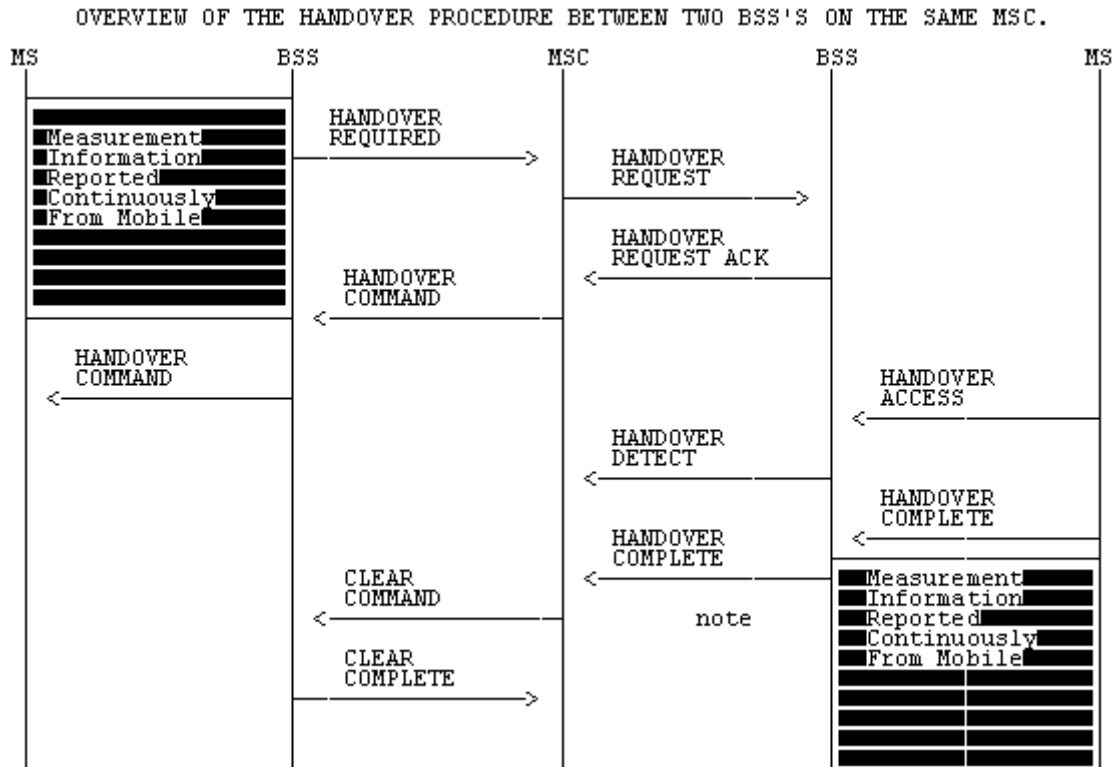 OVERVIEW OF THE HANDOVER PROCEDURE BETWEEN TWO BSS'S ON THE SAME MSC.
MS BSS MSC BSS MS
HANDOVER
REQUIRED
Measurement
Information
Reported
Continuously
From Mobile
HANDOVER
REQUEST
HANDOVER
REQUEST ACK
HANDOVER
COMMAND
HANDOVER
COMMAND
HANDOVER
ACCESS
HANDOVER
DETECT
HANDOVER
COMPLETE
HANDOVER
COMPLETE
CLEAR
COMMAND
note
Measurement
Information
Reported
Continuously
From Mobile
CLEAR
COMPLETE